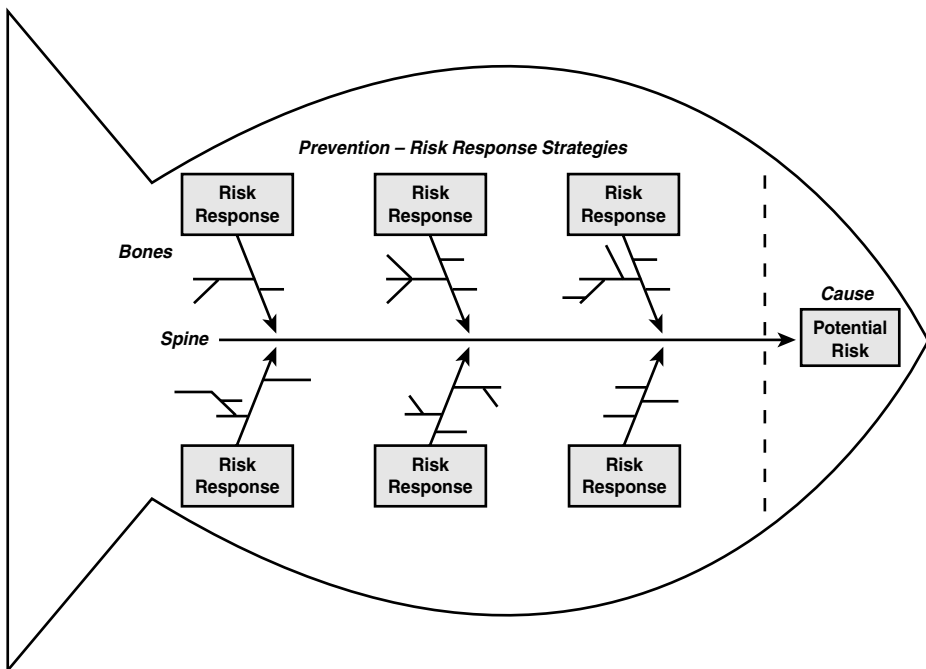 Prevention – Risk Response Strategies
Risk
Response
Risk
Response
Risk
Response
Bones
Spine
Cause
Potential
Risk
Risk
Response
Risk
Response
Risk
Response